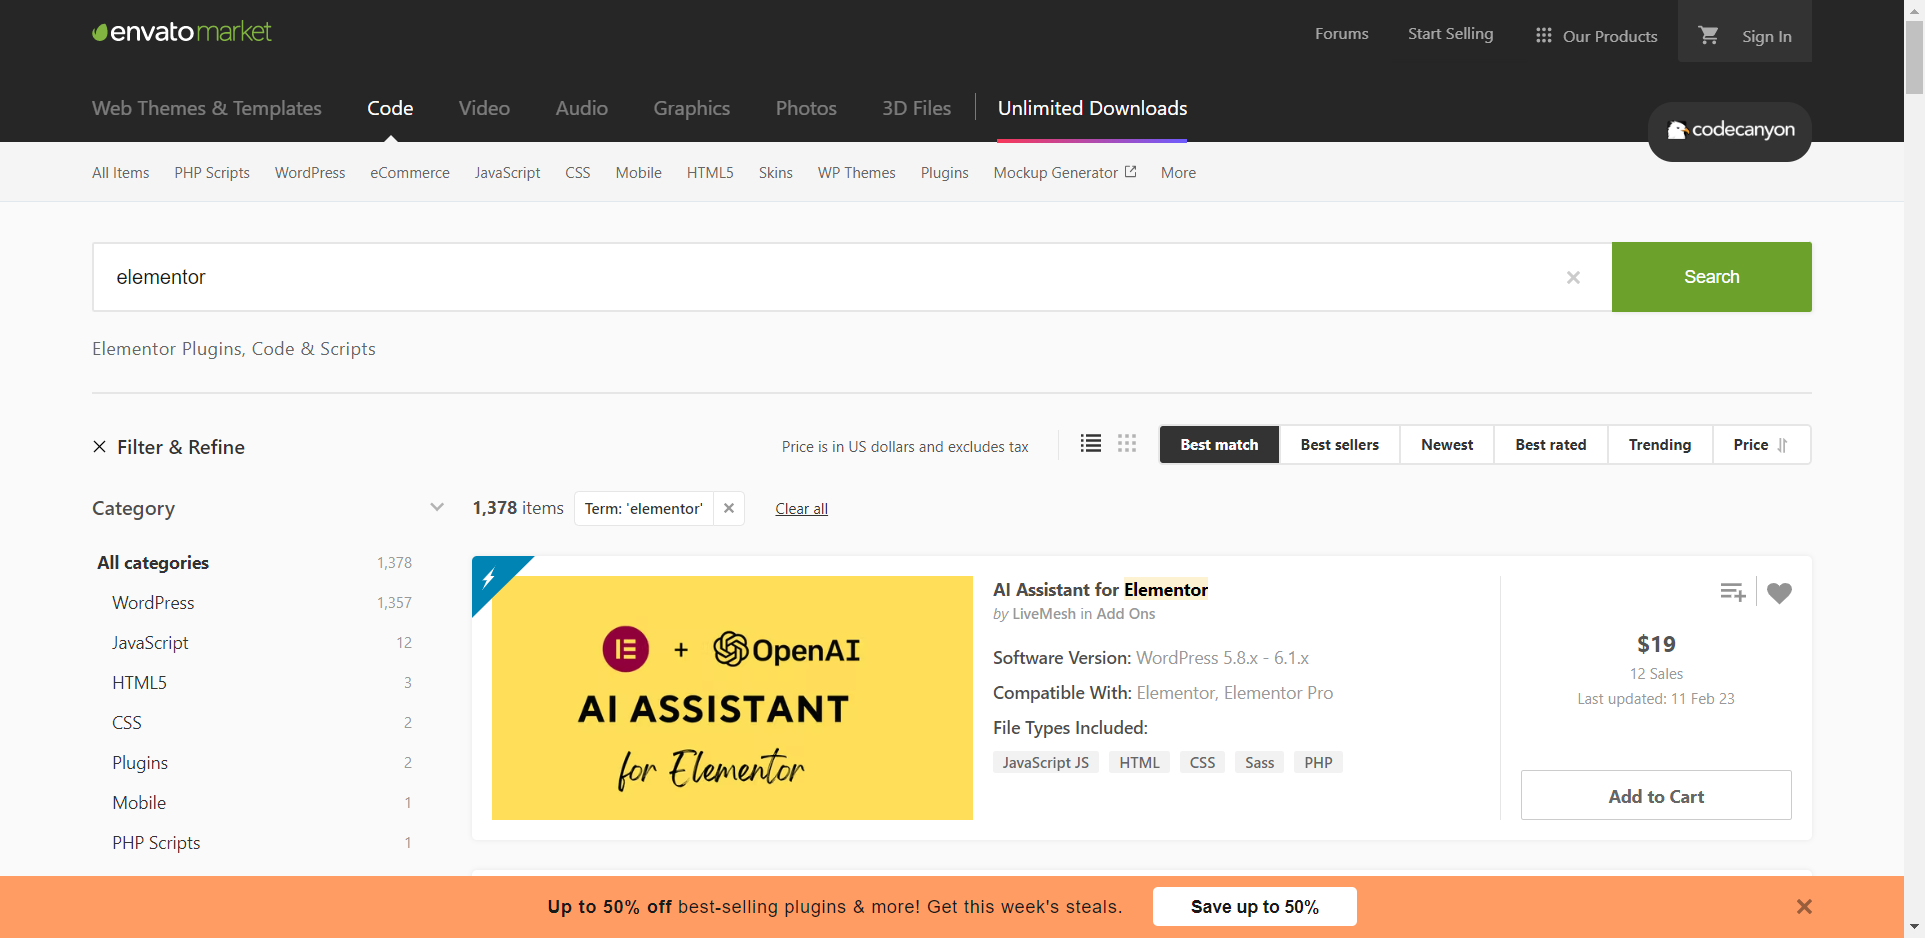 envato market
Forums
Start Selling
Our Products
Sign In
Web Themes & Templates
Code
Video
Audio
Graphics
Photos
3D Files
Unlimited Downloads
codecanyon
All Items
PHP Scripts
WordPress
eCommerce
JavaScript
CSS
Mobile
HTML5
Skins
WP Themes
Plugins
Mockup Generator
More
elementor
Search
Elementor Plugins, Code & Scripts
Filter & Refine
Price is in US dollars and excludes tax
Best match
Best sellers
Newest
Best rated
Trending
Price
Category
1,378 items
Term: 'elementor'
Clear all
All categories 1,378
WordPress 1,357
JavaScript 12
HTML5 3
CSS 2
Plugins 2
Mobile 1
PHP Scripts 1
E + OpenAI
AI ASSISTANT
for Elementor
AI Assistant for Elementor
by LiveMesh in Add Ons
Software Version: WordPress 5.8.x - 6.1.x
Compatible With: Elementor, Elementor Pro
File Types Included:
JavaScript JS
HTML
CSS
Sass
PHP
$19
12 Sales
Last updated: 11 Feb 23
Add to Cart
Up to 50% off best-selling plugins & more! Get this week's steals.
Save up to 50%